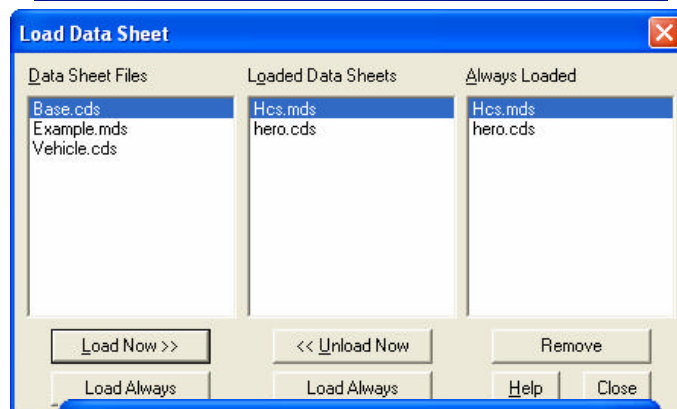 Load Data Sheet
Data Sheet Files
Loaded Data Sheets
Always Loaded
Base.cds
Example.mds
Vehicle.cds
Hcs.mds
hero.cds
Hcs.mds
hero.cds
Load Now >>
<< Unload Now
Remove
Load Always
Load Always
Help
Close